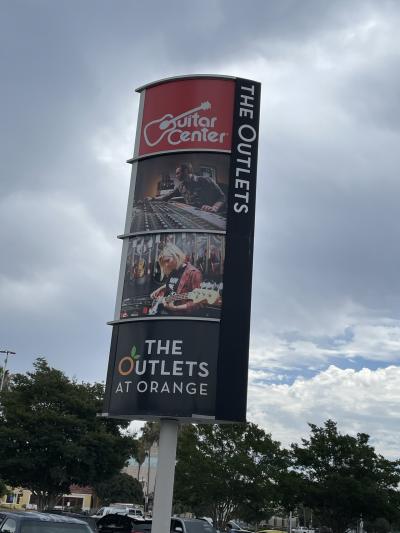 Guitar
Center
THE OUTLETS
THE
OUTLETS
AT ORANGE